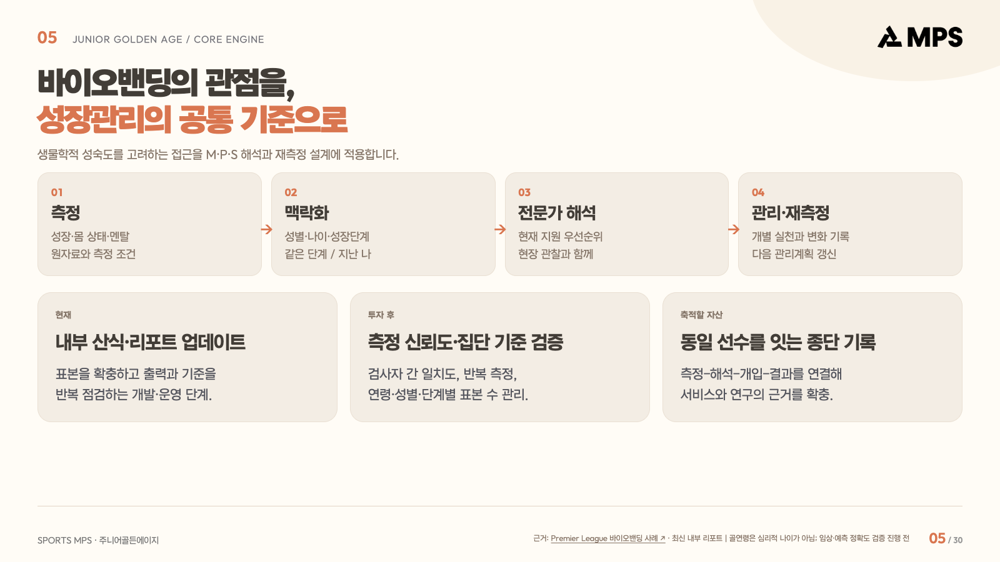 05 JUNIOR GOLDEN AGE / CORE ENGINE
MPS
바이오밴딩의 관점을,
성장관리의 공통 기준으로
생물학적 성숙도를 고려하는 접근을 M·P·S 해석과 재측정 설계에 적용합니다.
01
측정
성장·몸 상태·멘탈
원자료와 측정 조건
→
02
맥락화
성별·나이·성장단계
같은 단계 / 지난 나
→
03
전문가 해석
현재 지원 우선순위
현장 관찰과 함께
→
04
관리·재측정
개별 실천과 변화 기록
다음 관리계획 갱신
현재
내부 산식·리포트 업데이트
표본을 확충하고 출력과 기준을
반복 점검하는 개발·운영 단계.
투자 후
측정 신뢰도·집단 기준 검증
검사자 간 일치도, 반복 측정,
연령·성별·단계별 표본 수 관리.
축적할 자산
동일 선수를 잇는 종단 기록
측정–해석–개입–결과를 연결해
서비스와 연구의 근거를 확충.
SPORTS MPS · 주니어골든에이지
근거: Premier League 바이오밴딩 사례 ↗ · 최신 내부 리포트 | 골연령은 심리적 나이가 아님; 임상·예측 정확도 검증 진행 전
05 / 30